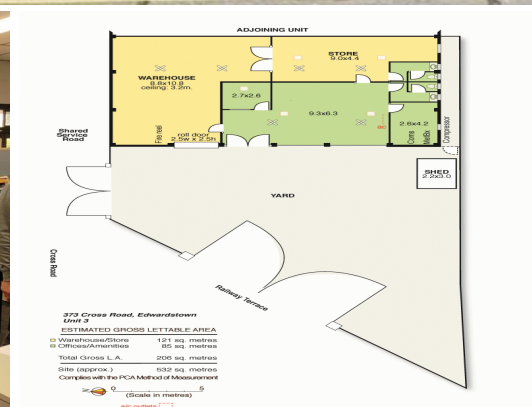 ADJOINING UNIT
STORE
9.0x4.4
WAREHOUSE
8.8x10.8
ceiling: 3.2m.
2.7x2.6
9.3x6.3
2.6x4.2
Coms
MetBox
Compressor
Fire reel
roll door
2.5w x 2.5h
Shared
Service
Road
SHED
2.2x3.0
YARD
Cross Road
Railway Terrace
373 Cross Road, Edwardstown
Unit 3
ESTIMATED GROSS LETTABLE AREA
Warehouse/Store 121 sq. metres
Offices/Amenities 85 sq. metres
Total Gross L.A. 206 sq. metres
Site (approx.) 532 sq. metres
Complies with the PCA Method of Measurement
0 5
(Scale in metres)
a/c outlets